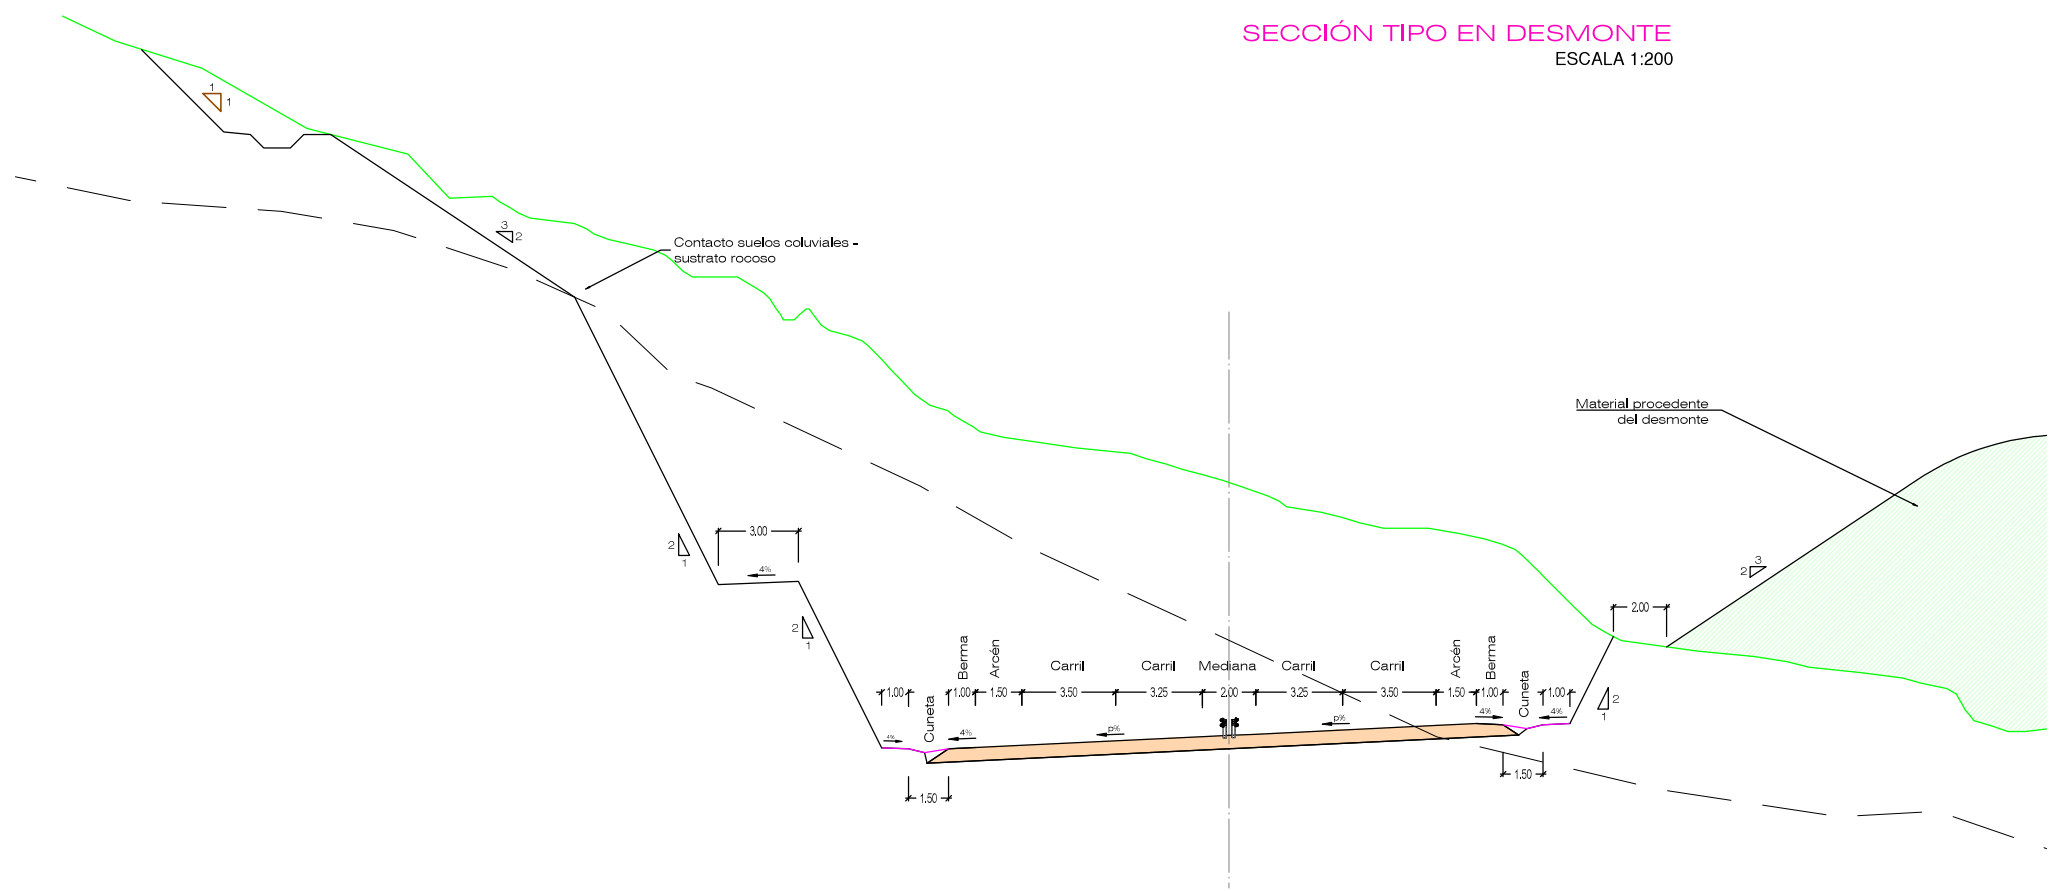 SECCIÓN TIPO EN DESMONTE
ESCALA 1:200
1
1
3
2
Contacto suelos coluviales -
sustrato rocoso
Material procedente
del desmonte
2
1
3.00
4%
3
2
2.00
2
1
Berma
Arcén
Carril
Carril
Mediana
Carril
Carril
Arcén
Berma
Cuneta
Cuneta
1.00
1.00
1.50
3.50
3.25
2.00
3.25
3.50
1.50
1.00
1.00
2
1
4%
4%
p%
p%
4%
4%
1.50
1.50